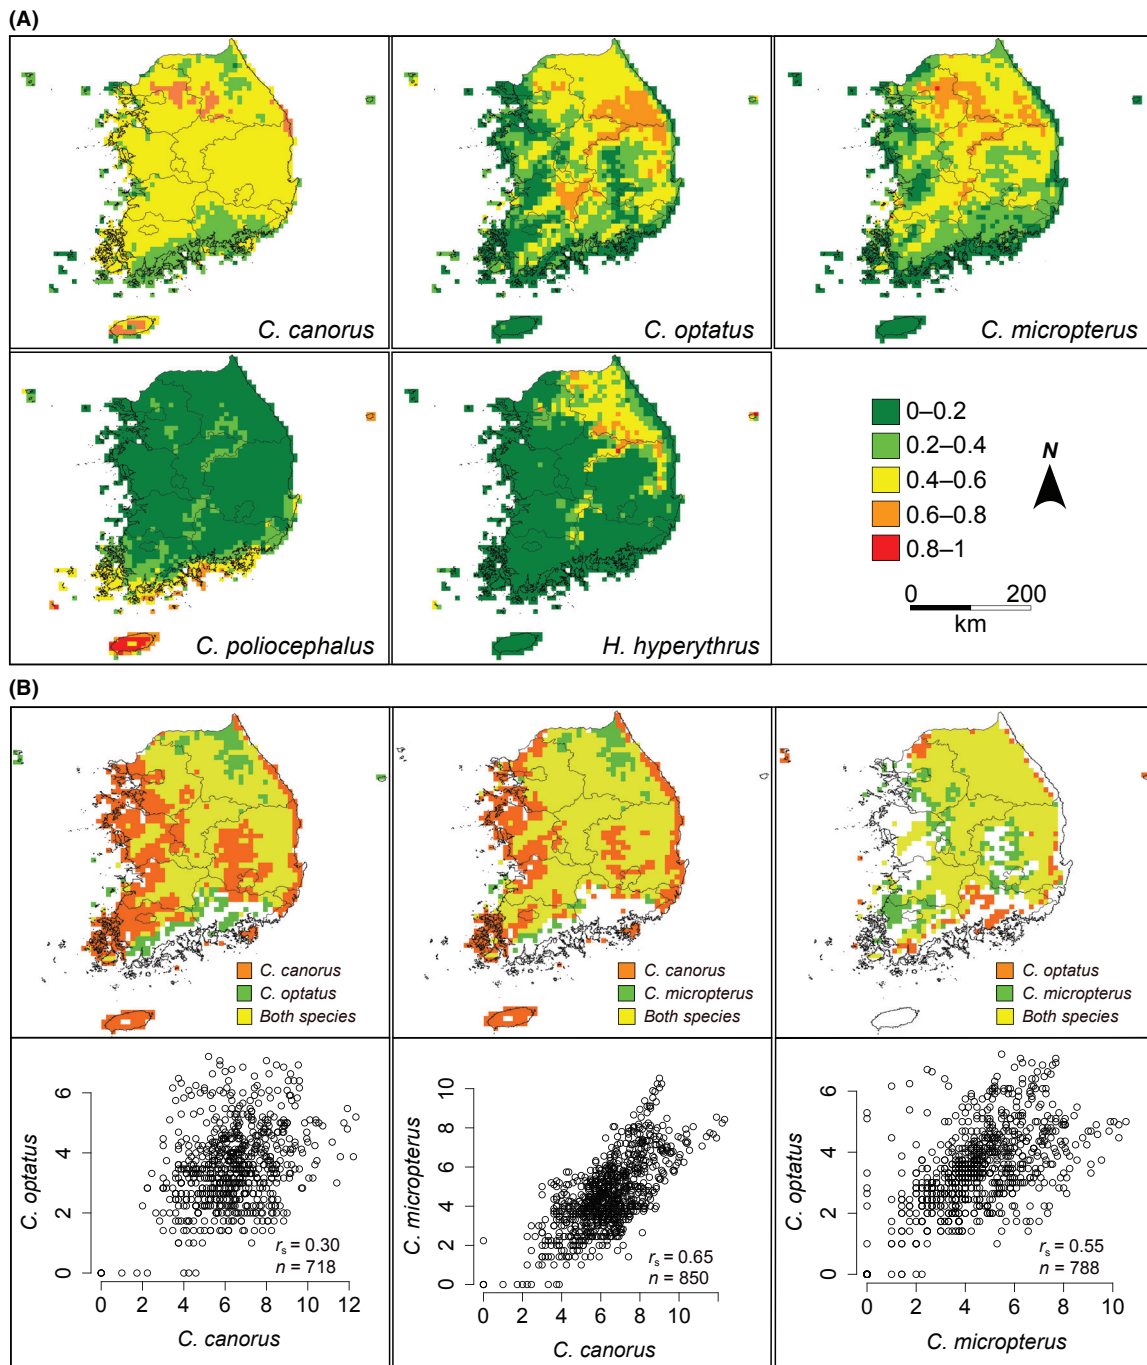 (A)
C. canorus
C. optatus
C. micropterus
C. poliocephalus
H. hyperythrus
0–0.2
0.2–0.4
0.4–0.6
0.6–0.8
0.8–1
N
0 200
km
(B)
C. canorus
C. optatus
Both species
C. canorus
C. micropterus
Both species
C. optatus
C. micropterus
Both species
C. optatus
6
4
2
0
rs = 0.30
n = 718
0 2 4 6 8 10 12
C. canorus
C. micropterus
10
8
6
4
2
0
rs = 0.65
n = 850
0 2 4 6 8 10
C. canorus
C. optatus
6
4
2
0
rs = 0.55
n = 788
0 2 4 6 8 10
C. micropterus